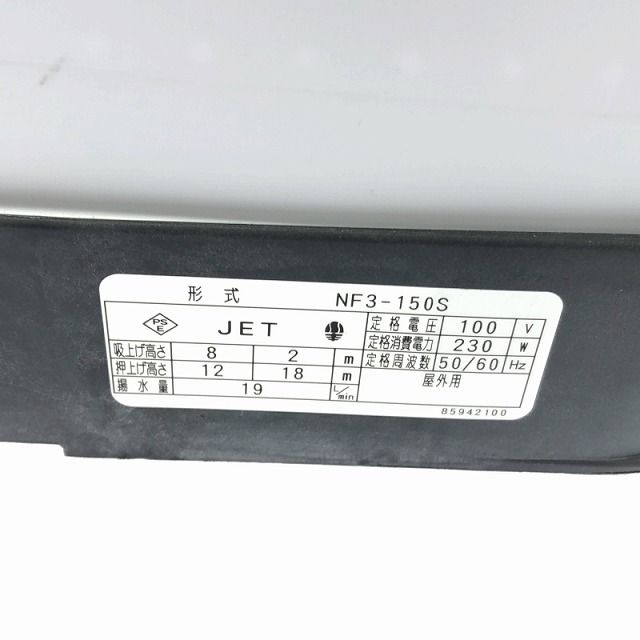 形式 NF3-150S
PSE JET 定格電圧 100 V
定格消費電力 230 W
吸上げ高さ 8 2 m 定格周波数 50/60 Hz
押上げ高さ 12 18 m 屋外用
揚水量 19 L/min
85942100